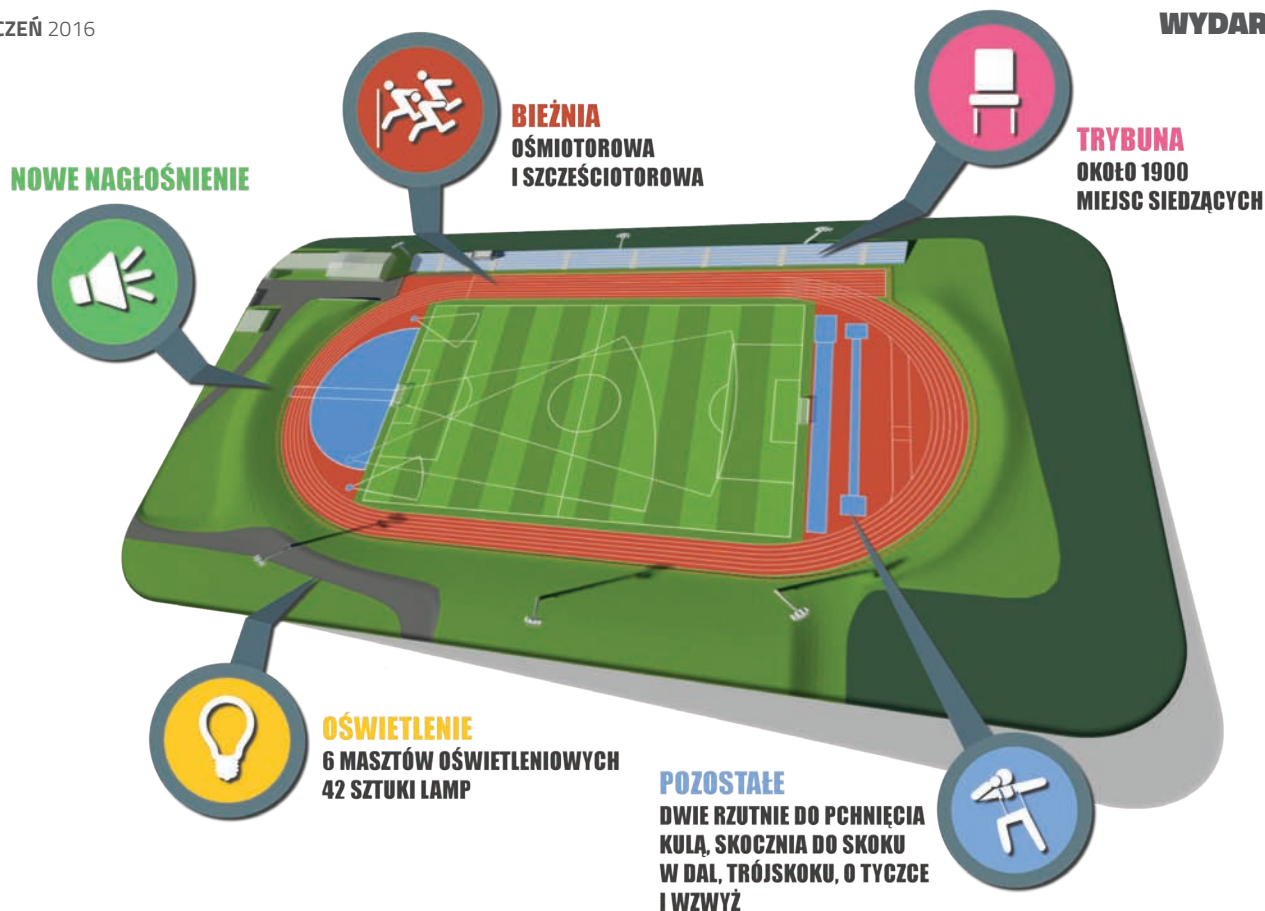 CZEŃ 2016
WYDAR
BIEŻNIA
OŚMIOTOROWA
I SZCZEŚCIOTOROWA
TRYBUNA
OKOŁO 1900
MIEJSC SIEDZĄCYCH
NOWE NAGŁOŚNIENIE
OŚWIETLENIE
6 MASZTÓW OŚWIETLENIOWYCH
42 SZTUKI LAMP
POZOSTAŁE
DWIE RZUTNIE DO PCHNIĘCIA
KULĄ, SKOCZNIA DO SKOKU
W DAL, TRÓJSKOKU, O TYCZCE
I WZWYŻ